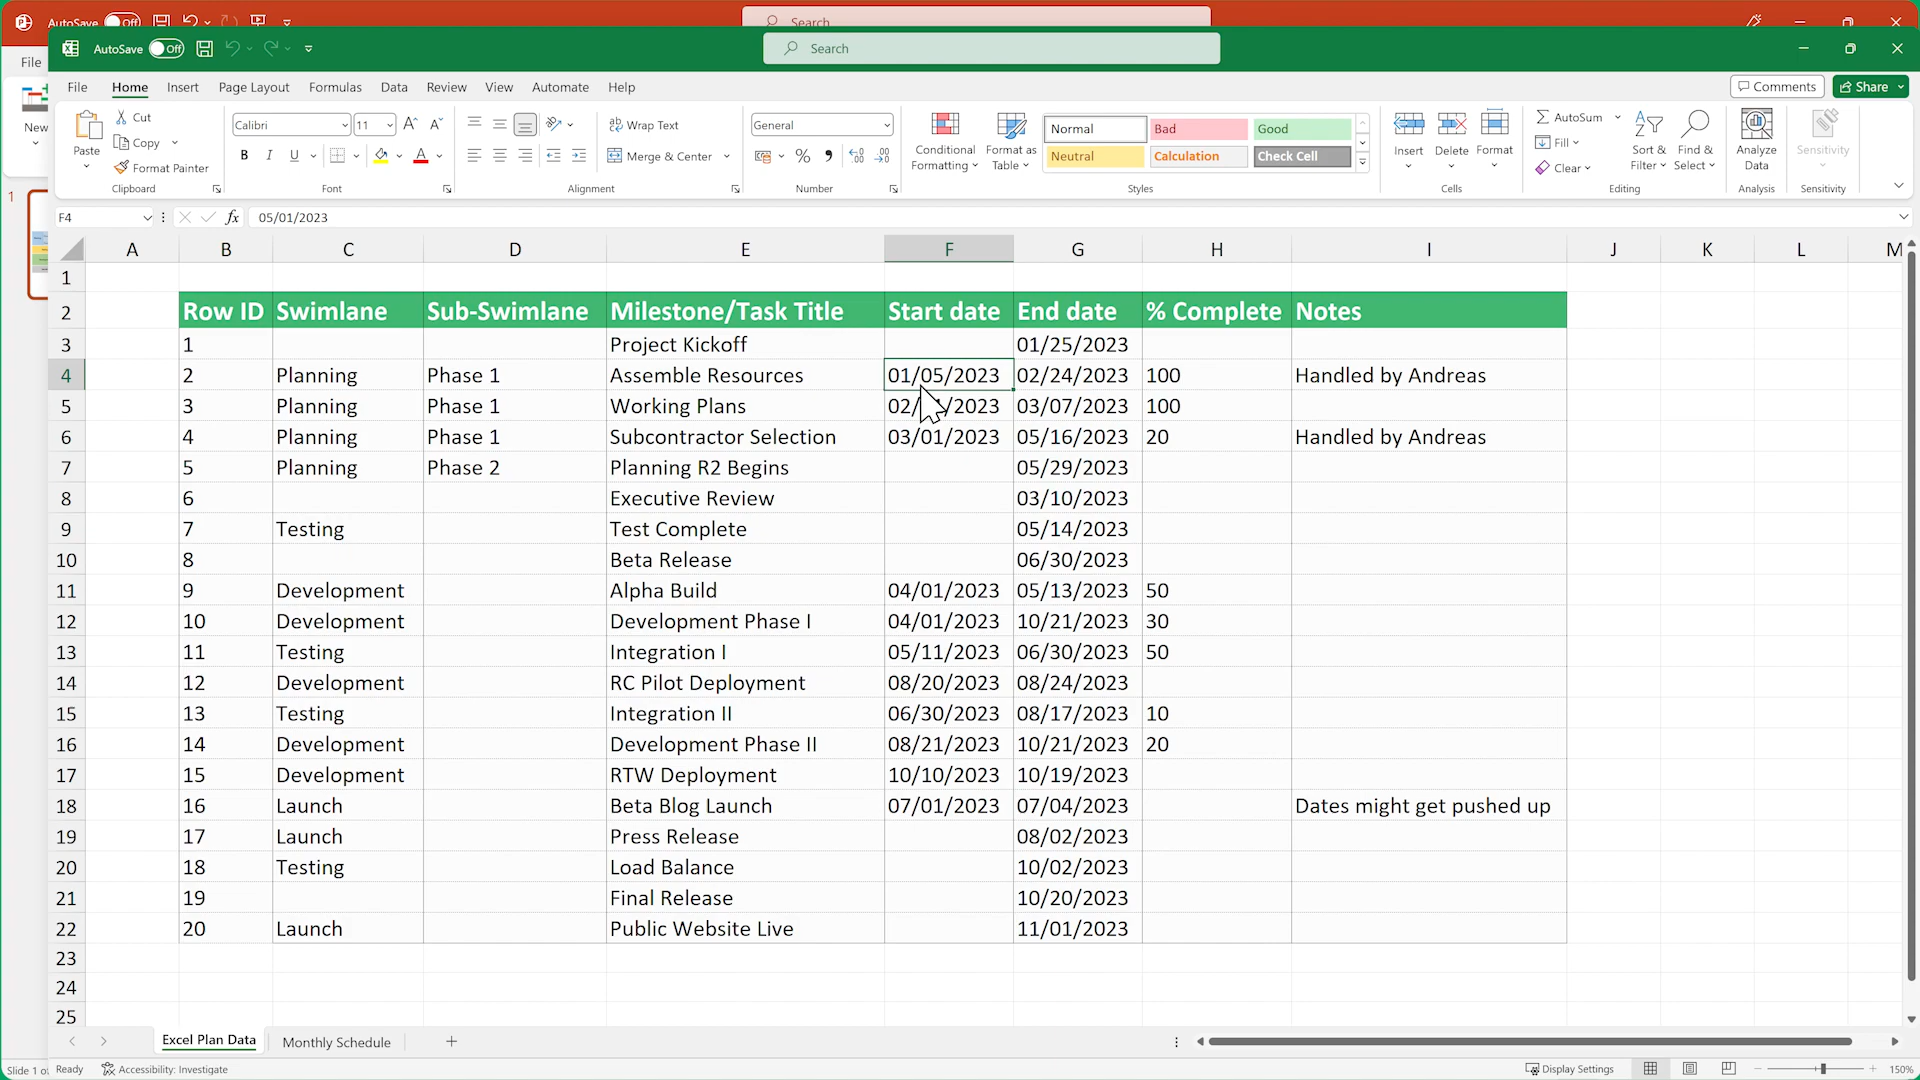 AutoSave Off
Search
AutoSave Off
Search
File
File Home Insert Page Layout Formulas Data Review View Automate Help
Comments Share
New
Paste
Cut
Copy
Format Painter
Clipboard
Calibri 11
B I U
Font
Wrap Text
Merge & Center
Alignment
General
Number
Conditional Formatting
Format as Table
Normal Bad Good
Neutral Calculation Check Cell
Styles
Insert Delete Format
Cells
AutoSum
Fill
Clear
Sort & Filter
Find & Select
Editing
Analyze Data
Analysis
Sensitivity
Sensitivity
1
F4 fx 05/01/2023
A B C D E F G H I J K L M
1
2 Row ID Swimlane Sub-Swimlane Milestone/Task Title Start date End date % Complete Notes
3 1 Project Kickoff 01/25/2023
4 2 Planning Phase 1 Assemble Resources 01/05/2023 02/24/2023 100 Handled by Andreas
5 3 Planning Phase 1 Working Plans 03/07/2023 100
6 4 Planning Phase 1 Subcontractor Selection 03/01/2023 05/16/2023 20 Handled by Andreas
7 5 Planning Phase 2 Planning R2 Begins 05/29/2023
8 6 Executive Review 03/10/2023
9 7 Testing Test Complete 05/14/2023
10 8 Beta Release 06/30/2023
11 9 Development Alpha Build 04/01/2023 05/13/2023 50
12 10 Development Development Phase I 04/01/2023 10/21/2023 30
13 11 Testing Integration I 05/11/2023 06/30/2023 50
14 12 Development RC Pilot Deployment 08/20/2023 08/24/2023
15 13 Testing Integration II 06/30/2023 08/17/2023 10
16 14 Development Development Phase II 08/21/2023 10/21/2023 20
17 15 Development RTW Deployment 10/10/2023 10/19/2023
18 16 Launch Beta Blog Launch 07/01/2023 07/04/2023 Dates might get pushed up
19 17 Launch Press Release 08/02/2023
20 18 Testing Load Balance 10/02/2023
21 19 Final Release 10/20/2023
22 20 Launch Public Website Live 11/01/2023
23
24
25
Excel Plan Data Monthly Schedule
Slide 1 o
Ready Accessibility: Investigate Display Settings 150%